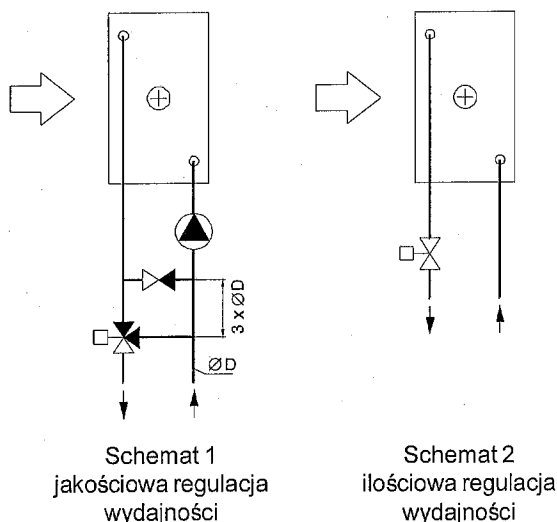 3 x ØD
ØD
Schemat 1
jakościowa regulacja
wydajności
Schemat 2
ilościowa regulacja
wydajności